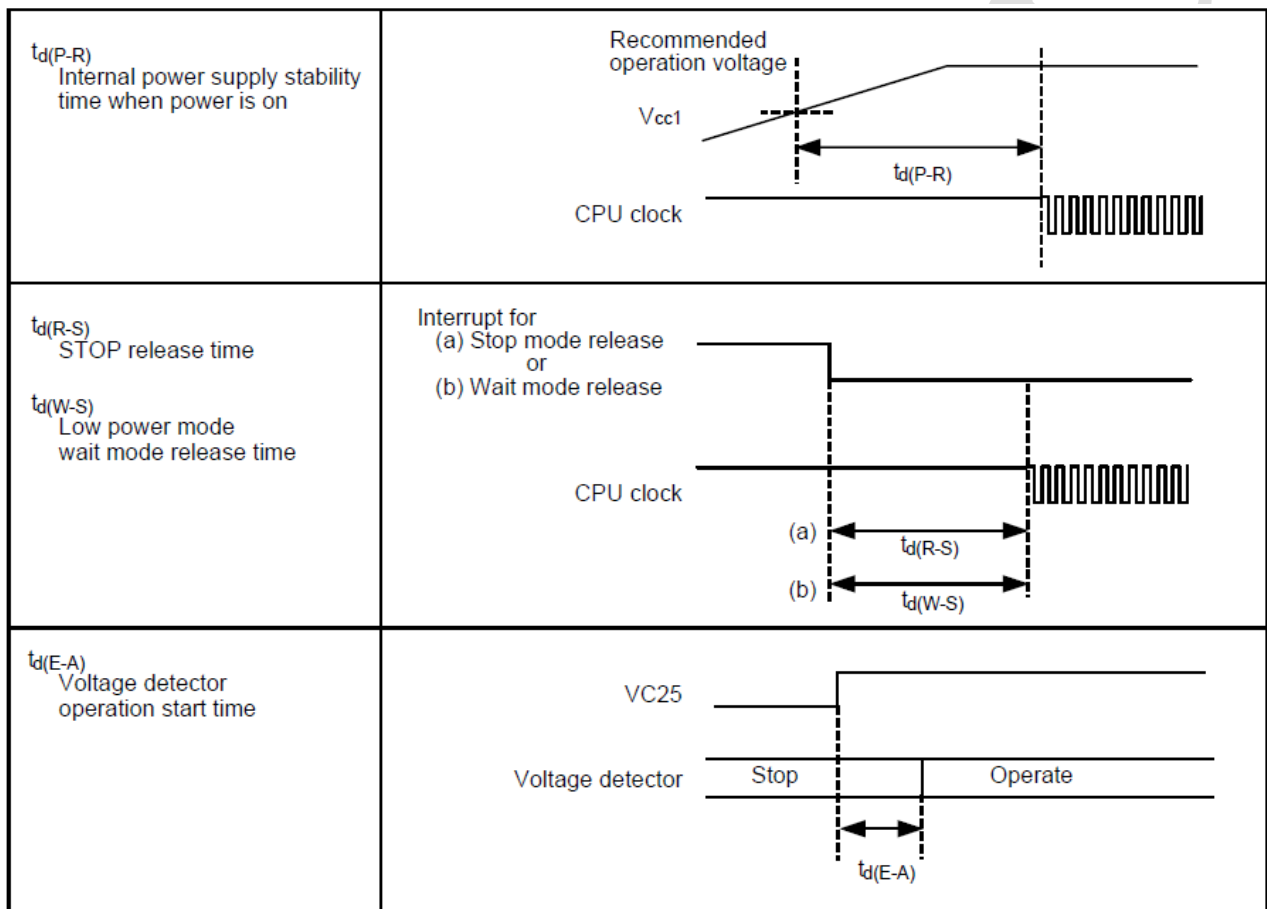 td(P-R)
Internal power supply stability
time when power is on
Recommended
operation voltage
Vcc1
td(P-R)
CPU clock
td(R-S)
STOP release time
td(W-S)
Low power mode
wait mode release time
Interrupt for
(a) Stop mode release
or
(b) Wait mode release
CPU clock
(a)
td(R-S)
(b)
td(W-S)
td(E-A)
Voltage detector
operation start time
VC25
Voltage detector
Stop
Operate
td(E-A)